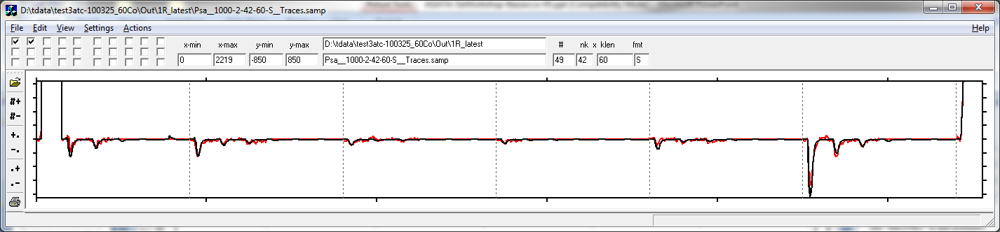 D:\tdata\test3atc-100325_60Co\Out\1R_latest\Psa__1000-2-42-60-S__Traces.samp
File Edit View Settings Actions Help
x-min x-max y-min y-max D:\tdata\test3atc-100325_60Co\Out\1R_latest # nk x klen fmt
0 2219 -850 850 Psa__1000-2-42-60-S__Traces.samp 49 42 60 S
#+
#-
+.
-.
.+
.-